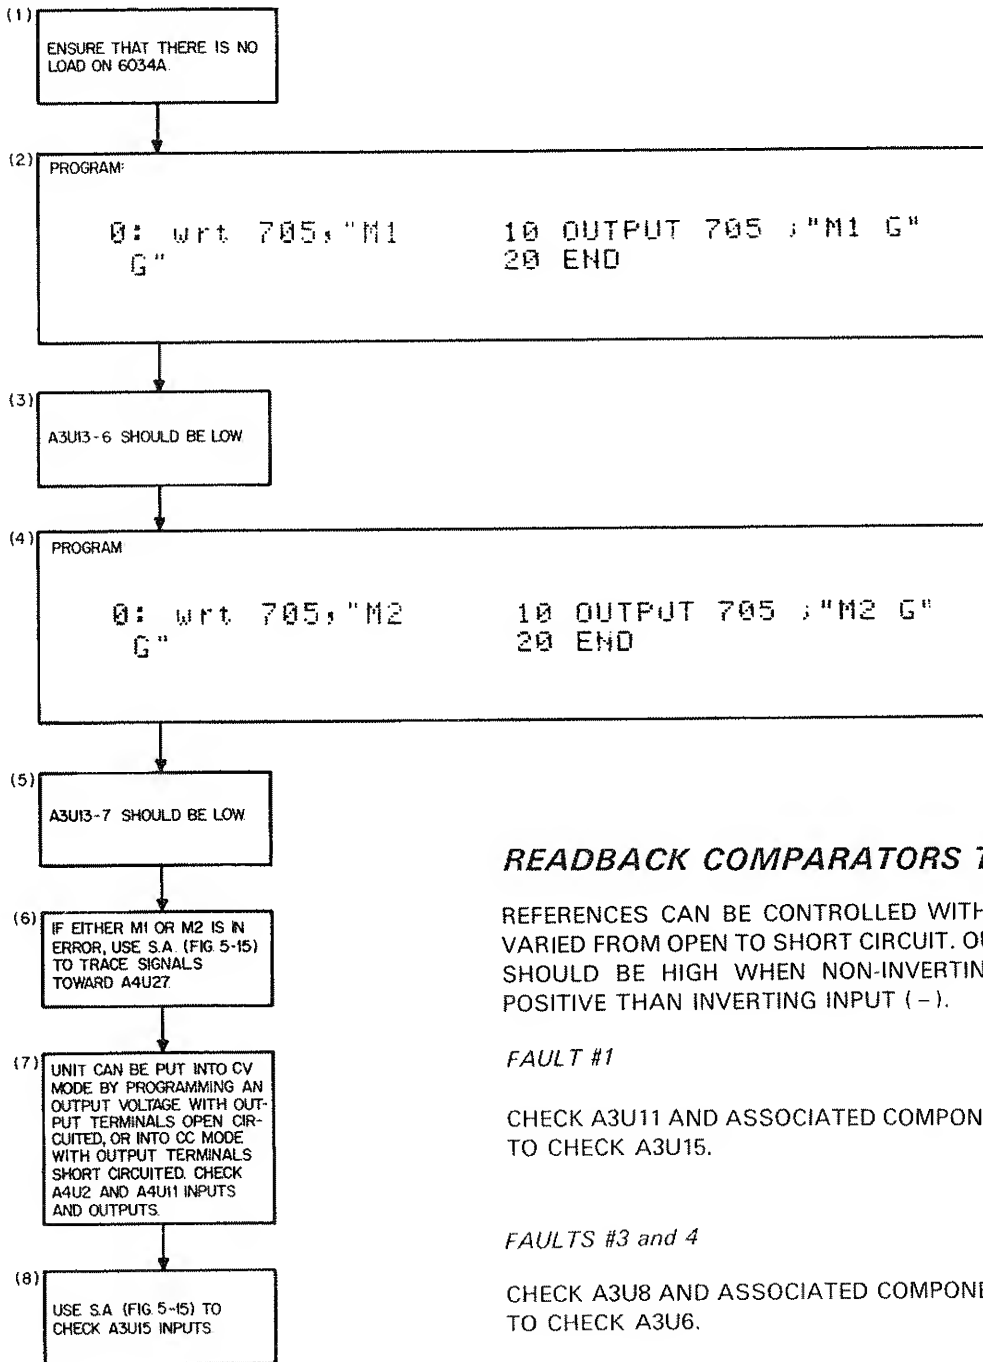 (1)
ENSURE THAT THERE IS NO
LOAD ON 6034A.
(2)
PROGRAM:
0: wrt 705,"M1
G"
10 OUTPUT 705 ;"M1 G"
20 END
(3)
A3U13-6 SHOULD BE LOW
(4)
PROGRAM
0: wrt 705,"M2
G"
10 OUTPUT 705 ;"M2 G"
20 END
(5)
A3U13-7 SHOULD BE LOW.
(6)
IF EITHER M1 OR M2 IS IN
ERROR, USE S.A. (FIG. 5-15)
TO TRACE SIGNALS
TOWARD A4U27.
(7)
UNIT CAN BE PUT INTO CV
MODE BY PROGRAMMING AN
OUTPUT VOLTAGE WITH OUT-
PUT TERMINALS OPEN CIR-
CUITED, OR INTO CC MODE
WITH OUTPUT TERMINALS
SHORT CIRCUITED. CHECK
A4U2 AND A4U11 INPUTS
AND OUTPUTS.
(8)
USE S.A. (FIG. 5-15) TO
CHECK A3U15 INPUTS.
READBACK COMPARATORS
REFERENCES CAN BE CONTROLLED WITH
VARIED FROM OPEN TO SHORT CIRCUIT.
SHOULD BE HIGH WHEN NON-INVERTIN
POSITIVE THAN INVERTING INPUT (-).
FAULT #1
CHECK A3U11 AND ASSOCIATED COMPON
TO CHECK A3U15.
FAULTS #3 and 4
CHECK A3U8 AND ASSOCIATED COMPONE
TO CHECK A3U6.